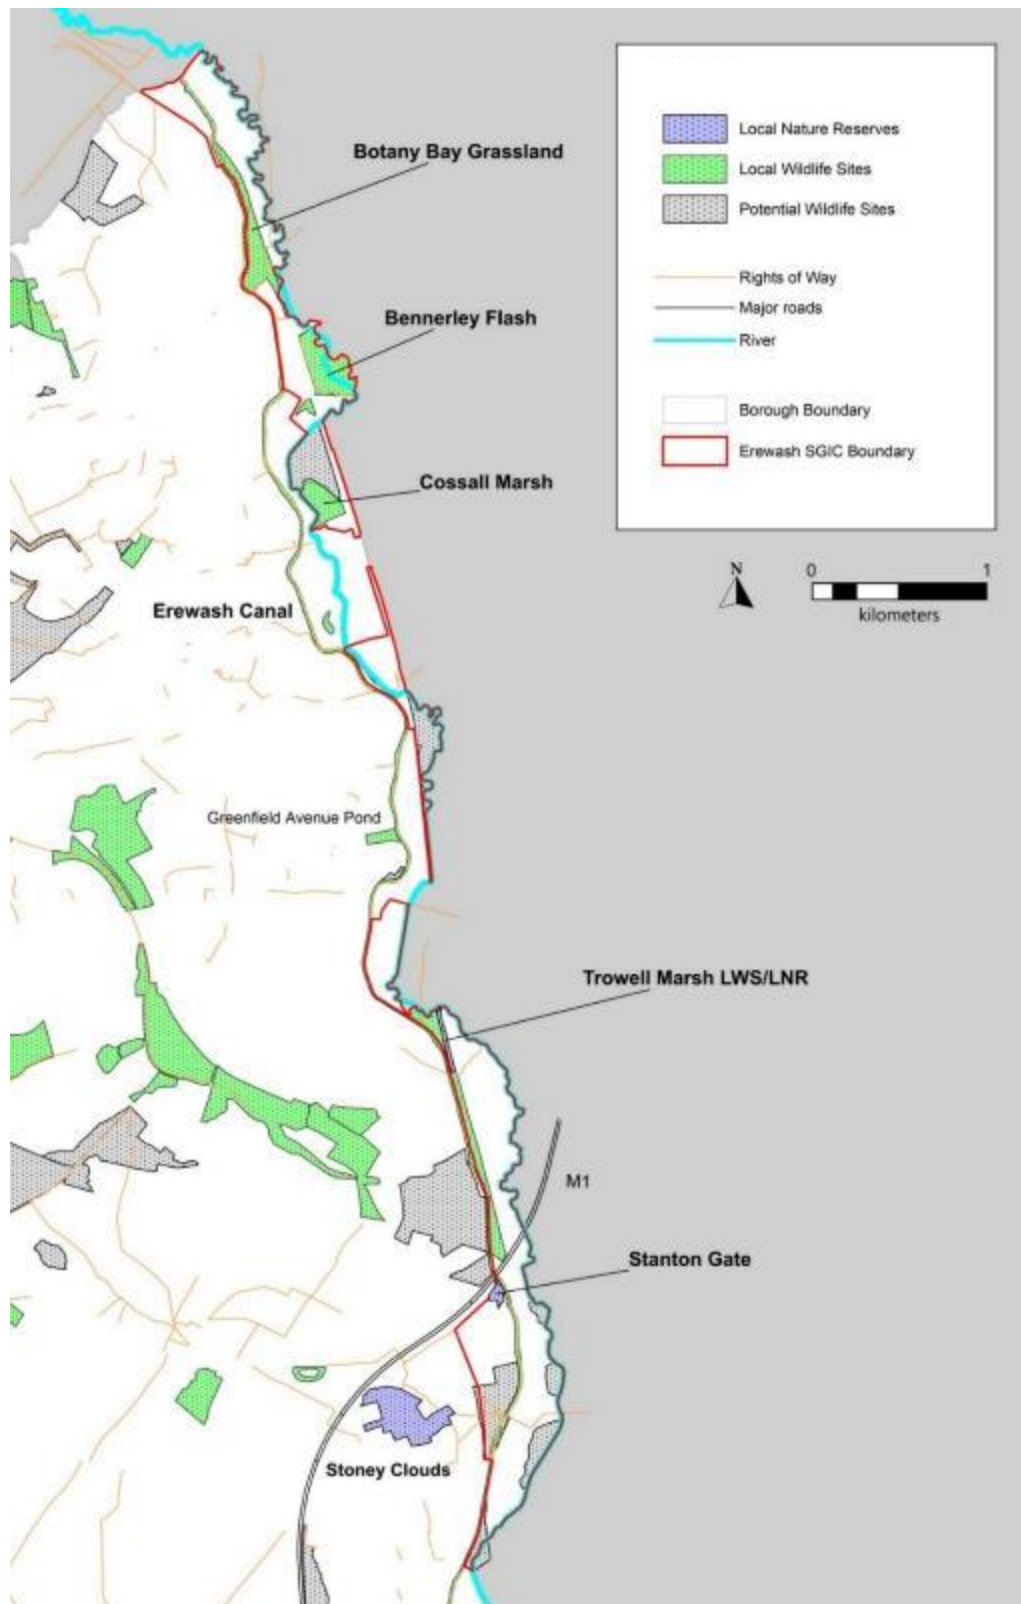 Botany Bay Grassland
Bennerley Flash
Cossall Marsh
Erewash Canal
Greenfield Avenue Pond
Trowell Marsh LWS/LNR
M1
Stanton Gate
Stoney Clouds
Local Nature Reserves
Local Wildlife Sites
Potential Wildlife Sites
Rights of Way
Major roads
River
Borough Boundary
Erewash SGIC Boundary
N
0 1
kilometers